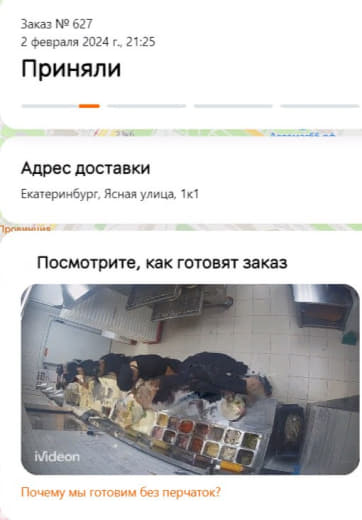 Заказ № 627
2 февраля 2024 г., 21:25
Приняли
Адрес доставки
Екатеринбург, Ясная улица, 1к1
Провинция
Посмотрите, как готовят заказ
iVideon
Почему мы готовим без перчаток?